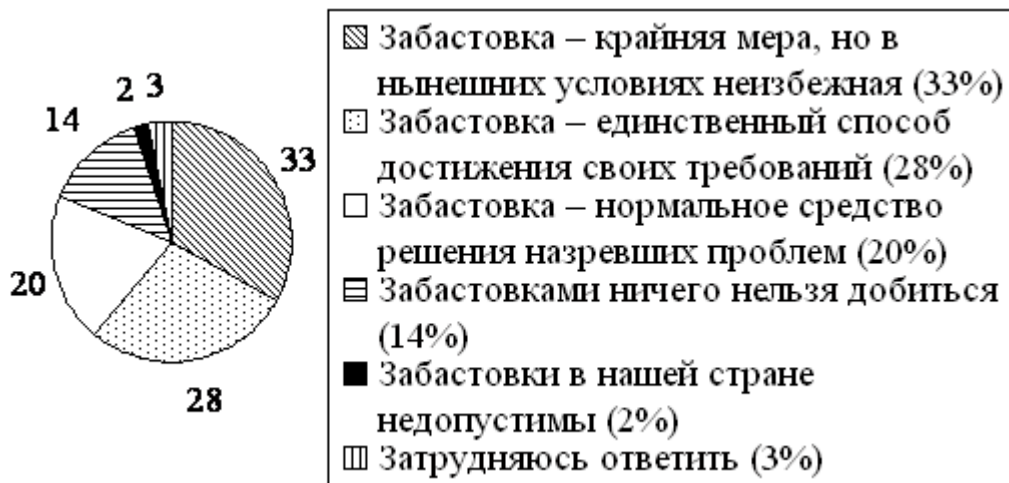 2 3
14
33
20
28
Забастовка – крайняя мера, но в
нынешних условиях неизбежная (33%)
Забастовка – единственный способ
достижения своих требований (28%)
Забастовка – нормальное средство
решения назревших проблем (20%)
Забастовками ничего нельзя добиться
(14%)
Забастовки в нашей стране
недопустимы (2%)
Затрудняюсь ответить (3%)